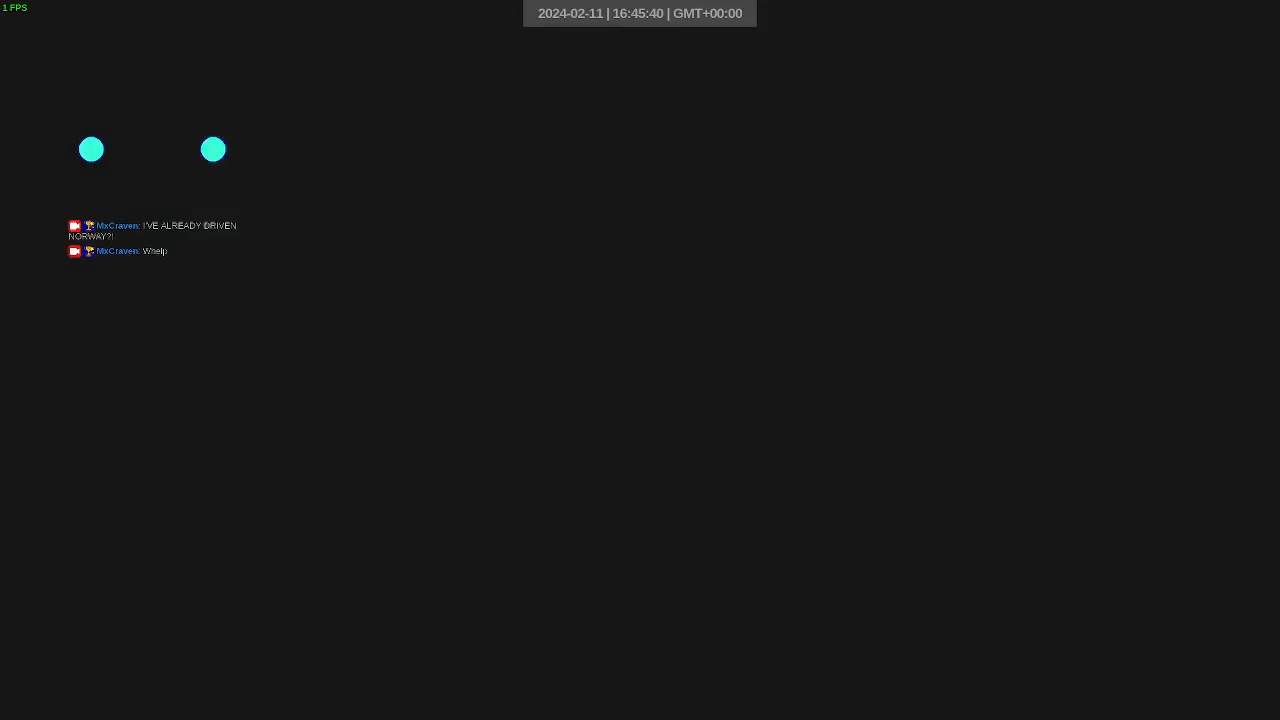 1 FPS
2024-02-11 | 16:45:40 | GMT+00:00
MxCraven: I'VE ALREADY DRIVEN
NORWAY?!
MxCraven: Whelp